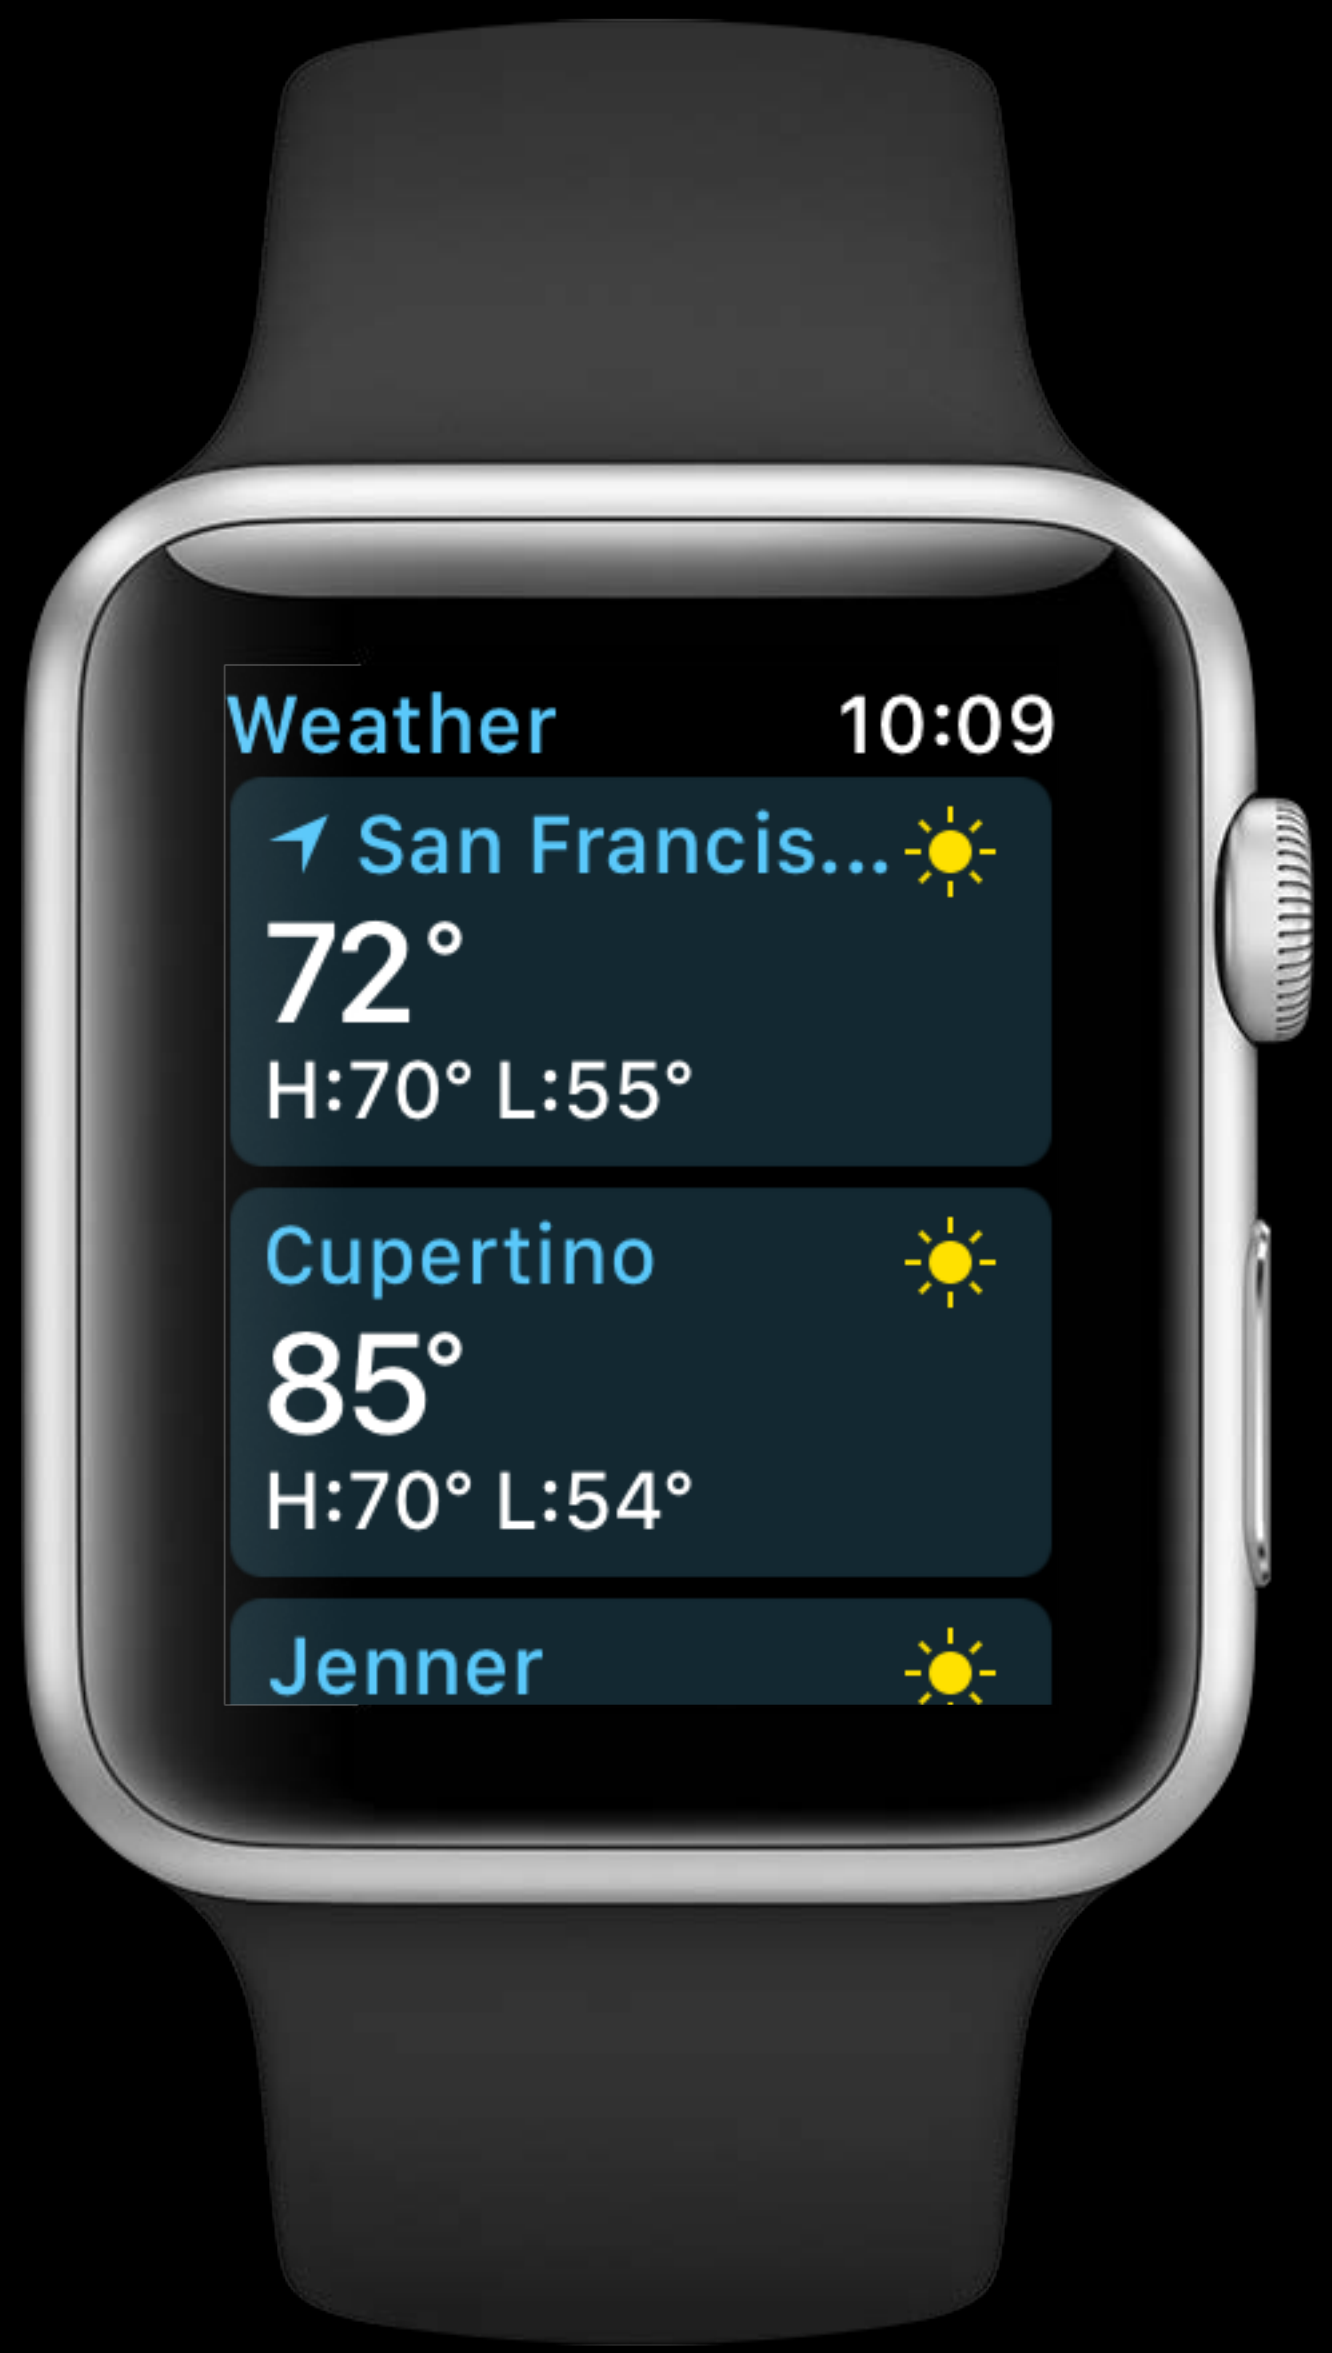 Weather 10:09
San Francis...
72°
H:70° L:55°
Cupertino
85°
H:70° L:54°
Jenner